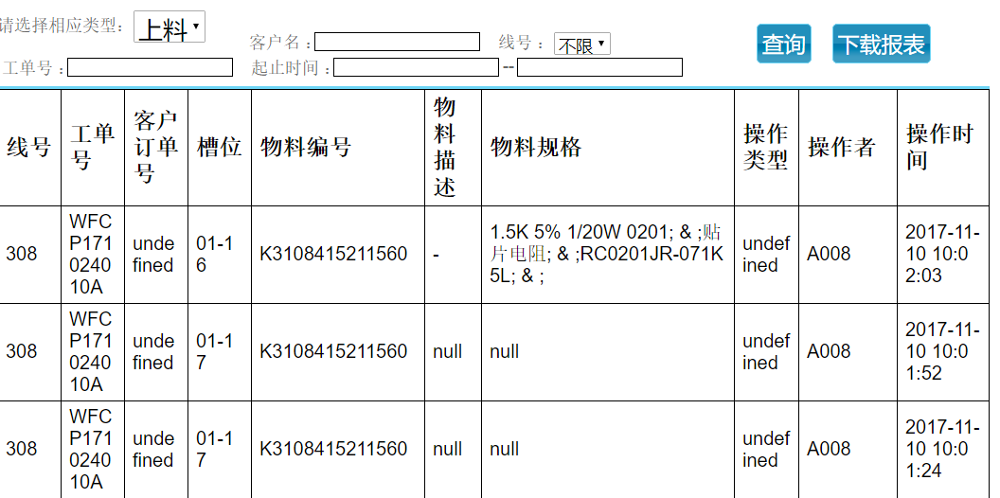 请选择相应类型: 上料
客户名 : 线号 : 不限
查询 下载报表
工单号 : 起止时间 : --
线号 工单号 客户订单号 槽位 物料编号 物料描述 物料规格 操作类型 操作者 操作时间
308 WFCP171024010A undefined 01-16 K3108415211560 - 1.5K 5% 1/20W 0201; & ;贴片电阻; & ;RC0201JR-071K5L; & ; undefined A008 2017-11-10 10:02:03
308 WFCP171024010A undefined 01-17 K3108415211560 null null undefined A008 2017-11-10 10:01:52
308 WFCP171024010A undefined 01-17 K3108415211560 null null undefined A008 2017-11-10 10:01:24